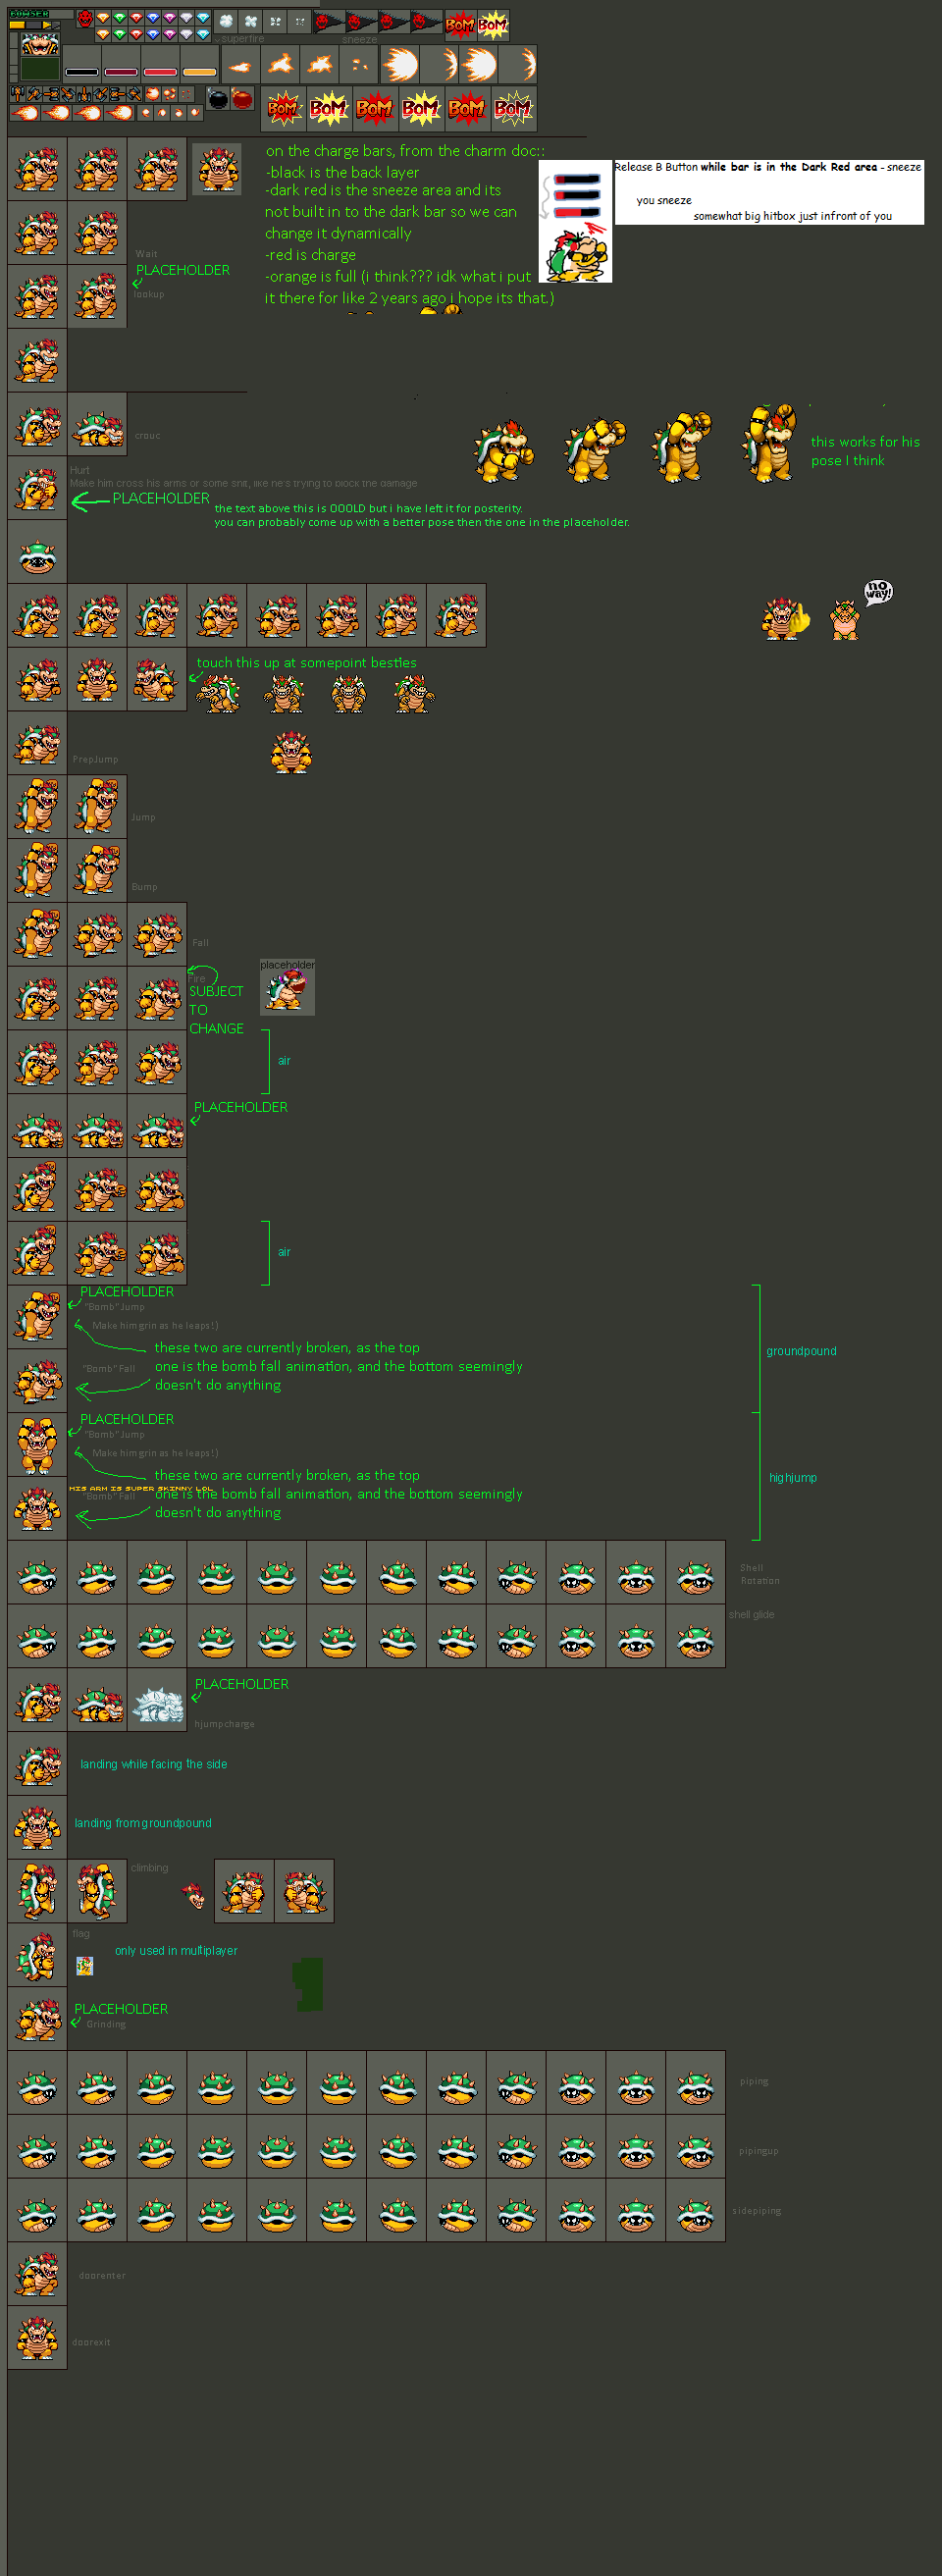 BOWSER
superfire
sneeze
BOM BOM
BOM BOM BOM BOM BOM BOM
on the charge bars, from the charm doc::
-black is the back layer
-dark red is the sneeze area and its
not built in to the dark bar so we can
change it dynamically
-red is charge
-orange is full (i think??? idk what i put
it there for like 2 years ago i hope its that.)
Release B Button while bar is in the Dark Red area - sneeze
you sneeze
somewhat big hitbox just infront of you
Wait
PLACEHOLDER
lookup
crouc
this works for his
pose I think
Hurt
Make him cross his arms or some shit, like he's trying to block the damage
PLACEHOLDER
the text above this is OOOLD but i have left it for posterity.
you can probably come up with a better pose then the one in the placeholder.
no way!
touch this up at somepoint besties
PrepJump
Jump
Bump
Fall
placeholder
Fire
SUBJECT
TO
CHANGE
air
PLACEHOLDER
air
PLACEHOLDER
"Bomb" Jump
Make him grin as he leaps!)
these two are currently broken, as the top
one is the bomb fall animation, and the bottom seemingly
doesn't do anything
"Bomb" Fall
groundpound
PLACEHOLDER
"Bomb" Jump
Make him grin as he leaps!)
these two are currently broken, as the top
HIS ARM IS SUPER SKINNY LOL
one is the bomb fall animation, and the bottom seemingly
doesn't do anything
"Bomb" Fall
highjump
Shell
Rotation
shell glide
PLACEHOLDER
hjumpcharge
landing while facing the side
landing from groundpound
climbing
flag
only used in multiplayer
PLACEHOLDER
Grinding
piping
pipingup
sidepiping
doorenter
doorexit